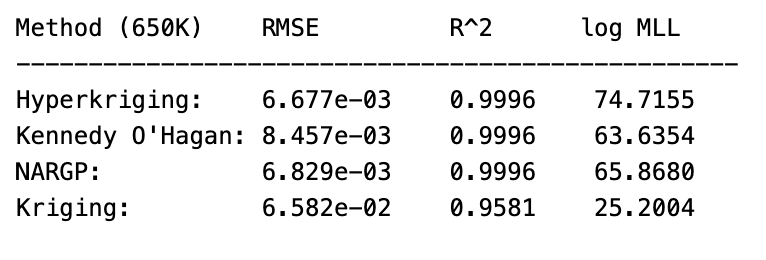 Method (650K)    RMSE         R^2      log MLL
--------------------------------------------------
Hyperkriging:    6.677e-03    0.9996    74.7155
Kennedy O'Hagan: 8.457e-03    0.9996    63.6354
NARGP:           6.829e-03    0.9996    65.8680
Kriging:         6.582e-02    0.9581    25.2004